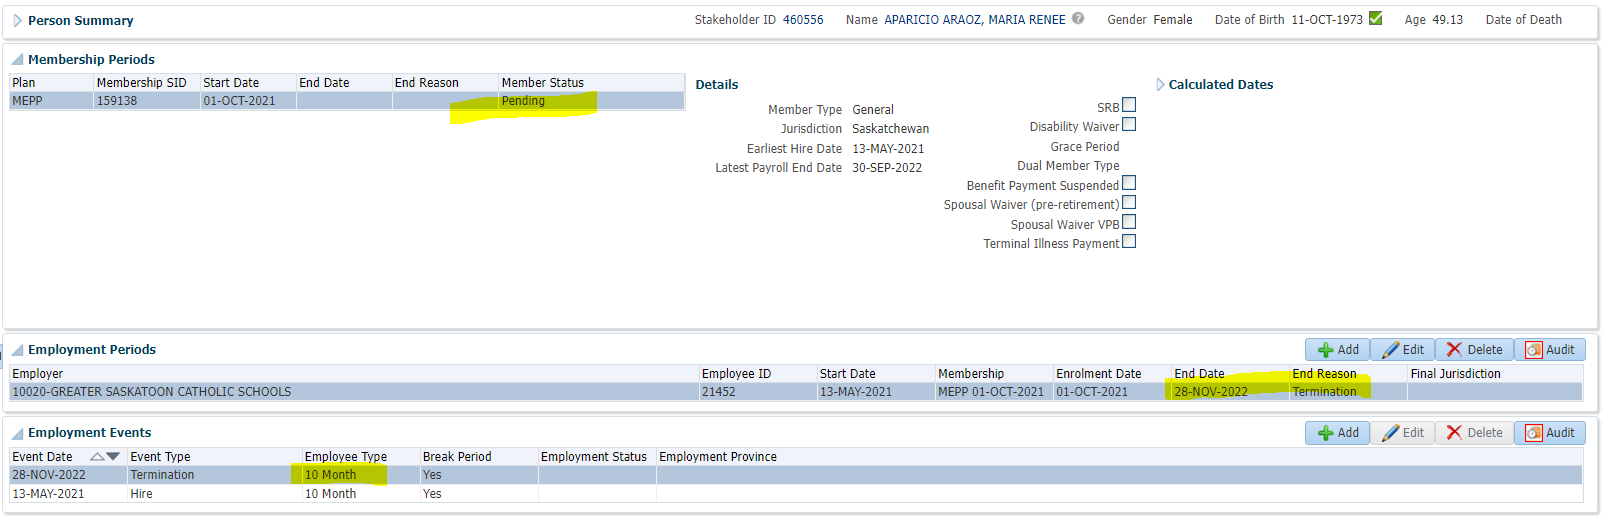 Person Summary Stakeholder ID 460556 Name APARICIO ARAOZ, MARIA RENEE Gender Female Date of Birth 11-OCT-1973 Age 49.13 Date of Death
Membership Periods
Plan Membership SID Start Date End Date End Reason Member Status
MEPP 159138 01-OCT-2021 Pending
Details
Member Type General
Jurisdiction Saskatchewan
Earliest Hire Date 13-MAY-2021
Latest Payroll End Date 30-SEP-2022
SRB
Disability Waiver
Grace Period
Dual Member Type
Benefit Payment Suspended
Spousal Waiver (pre-retirement)
Spousal Waiver VPB
Terminal Illness Payment
Calculated Dates
Employment Periods Add Edit Delete Audit
Employer Employee ID Start Date Membership Enrolment Date End Date End Reason Final Jurisdiction
10020-GREATER SASKATOON CATHOLIC SCHOOLS 21452 13-MAY-2021 MEPP 01-OCT-2021 01-OCT-2021 28-NOV-2022 Termination
Employment Events Add Edit Delete Audit
Event Date Event Type Employee Type Break Period Employment Status Employment Province
28-NOV-2022 Termination 10 Month Yes
13-MAY-2021 Hire 10 Month Yes